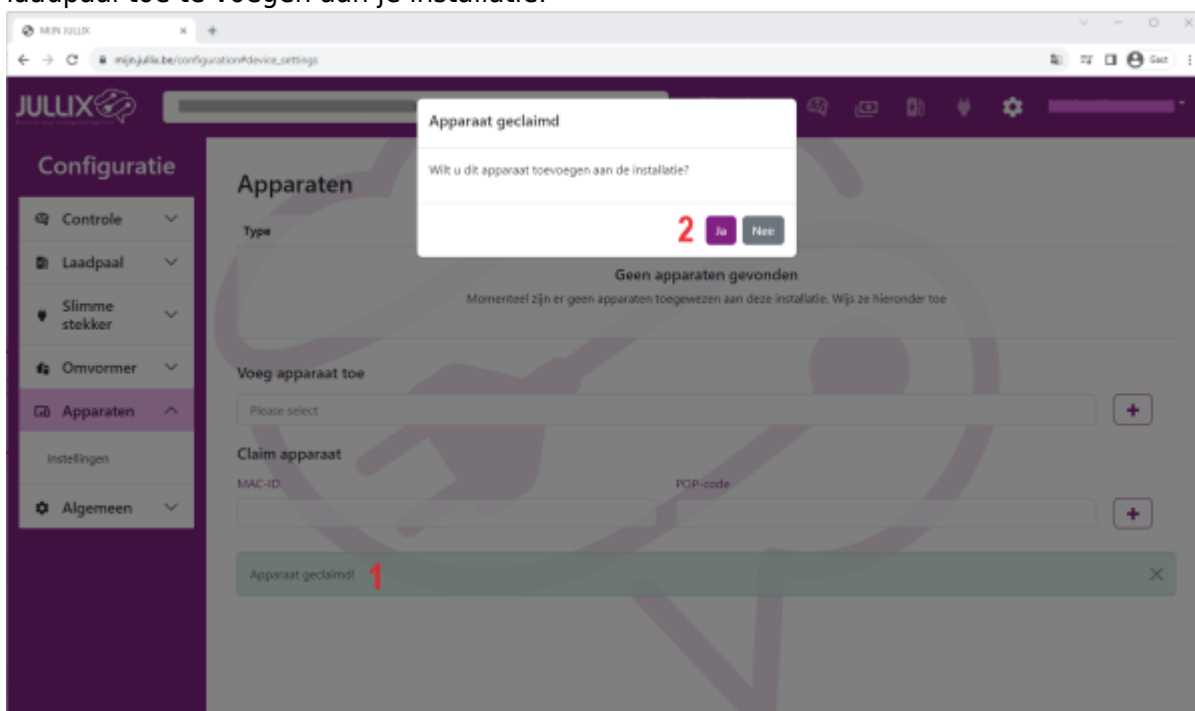 laadpaal toe te voegen aan je installatie.
MIJN JULLIX
mijn.jullix.be/configuration#device_settings
Gast
JULLIX
Apparaat geclaimd
Wilt u dit apparaat toevoegen aan de installatie?
2 Ja Nee
Configuratie
Controle
Laadpaal
Slimme
stekker
Omvormer
Apparaten
Instellingen
Algemeen
Apparaten
Type
Geen apparaten gevonden
Momenteel zijn er geen apparaten toegewezen aan deze installatie. Wijs ze hieronder toe
Voeg apparaat toe
Please select
Claim apparaat
MAC-ID
POP-code
Apparaat geclaimd! 1